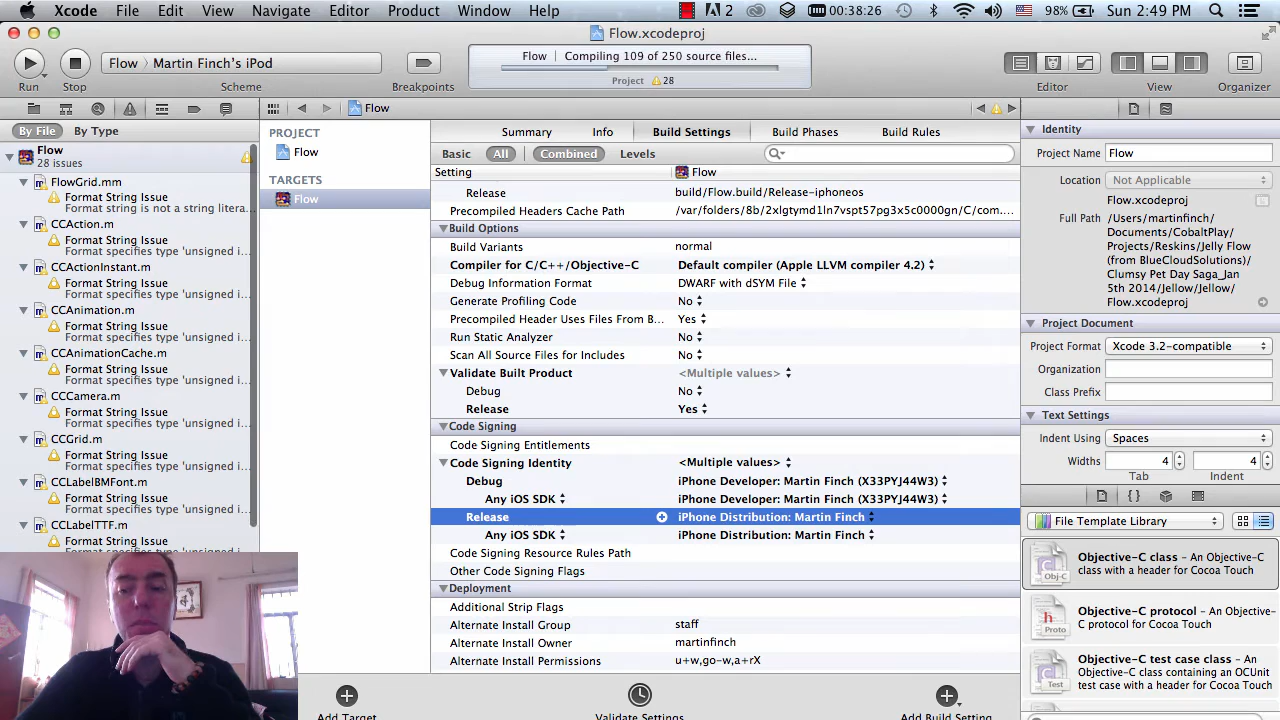 Xcode File Edit View Navigate Editor Product Window Help 2 00:38:26 98% Sun 2:49 PM
Flow.xcodeproj
Flow Martin Finch's iPod
Flow Compiling 109 of 250 source files...
Project 28
Run Stop Scheme Breakpoints Editor View Organizer
Flow
By File By Type
Flow
28 issues
FlowGrid.mm
Format String Issue
Format string is not a string litera...
CCAction.m
Format String Issue
Format specifies type 'unsigned i...
CCActionInstant.m
Format String Issue
Format specifies type 'unsigned i...
CCAnimation.m
Format String Issue
Format specifies type 'unsigned i...
CCAnimationCache.m
Format String Issue
Format specifies type 'unsigned i...
CCCamera.m
Format String Issue
Format specifies type 'unsigned i...
CCGrid.m
Format String Issue
Format specifies type 'unsigned i...
CCLabelBMFont.m
Format String Issue
Format specifies type 'unsigned i...
CCLabelTTF.m
Format String Issue
PROJECT
Flow
TARGETS
Flow
Summary Info Build Settings Build Phases Build Rules
Basic All Combined Levels
Setting Flow
Release build/Flow.build/Release-iphoneos
Precompiled Headers Cache Path /var/folders/8b/2xlgtymd1ln7vspt57pg3x5c0000gn/C/com....
Build Options
Build Variants normal
Compiler for C/C++/Objective-C Default compiler (Apple LLVM compiler 4.2)
Debug Information Format DWARF with dSYM File
Generate Profiling Code No
Precompiled Header Uses Files From B... Yes
Run Static Analyzer No
Scan All Source Files for Includes No
Validate Built Product <Multiple values>
Debug No
Release Yes
Code Signing
Code Signing Entitlements
Code Signing Identity <Multiple values>
Debug iPhone Developer: Martin Finch (X33PYJ44W3)
Any iOS SDK iPhone Developer: Martin Finch (X33PYJ44W3)
Release iPhone Distribution: Martin Finch
Any iOS SDK iPhone Distribution: Martin Finch
Code Signing Resource Rules Path
Other Code Signing Flags
Deployment
Additional Strip Flags
Alternate Install Group staff
Alternate Install Owner martinfinch
Alternate Install Permissions u+w,go-w,a+rX
Add Target Validate Settings Add Build Setting
Identity
Project Name Flow
Location Not Applicable
Flow.xcodeproj
Full Path /Users/martinfinch/
Documents/CobaltPlay/
Projects/Reskins/Jelly Flow
(from BlueCloudSolutions)/
Clumsy Pet Day Saga_Jan
5th 2014/Jellow/Jellow/
Flow.xcodeproj
Project Document
Project Format Xcode 3.2-compatible
Organization
Class Prefix
Text Settings
Indent Using Spaces
Widths 4 4
Tab Indent
File Template Library
Obj-C
Objective-C class - An Objective-C
class with a header for Cocoa Touch
Proto
Objective-C protocol - An Objective-
C protocol for Cocoa Touch
Test
Objective-C test case class - An
Objective-C class containing an OCUnit
test case with a header for Cocoa Touch